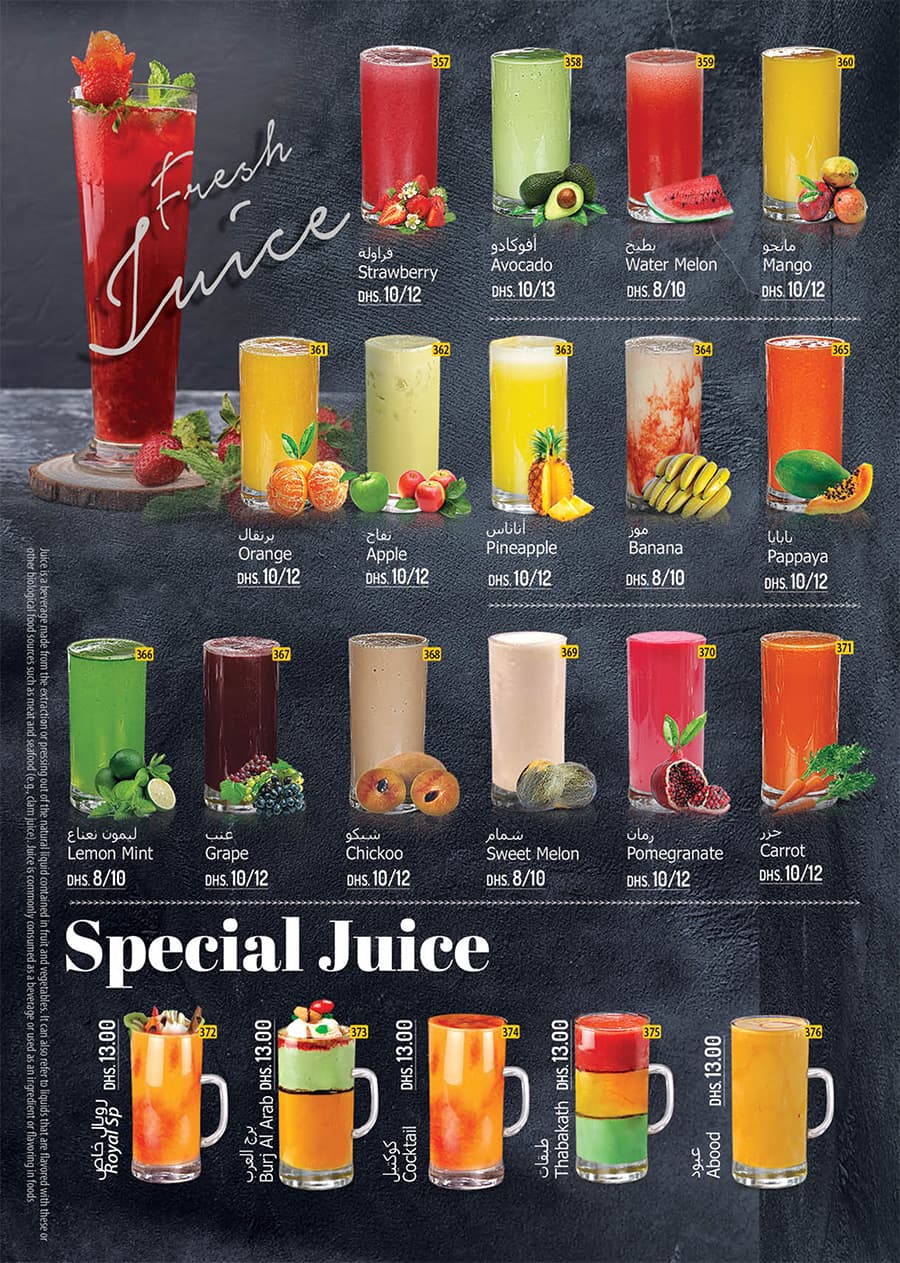 Fresh
Juice
357
فراولة
Strawberry
DHS. 10/12
358
أفوكادو
Avocado
DHS. 10/13
359
بطيخ
Water Melon
DHS. 8/10
360
مانجو
Mango
DHS. 10/12
361
برتقال
Orange
DHS. 10/12
362
تفاح
Apple
DHS. 10/12
363
أناناس
Pineapple
DHS. 10/12
364
موز
Banana
DHS. 8/10
365
بابايا
Pappaya
DHS. 10/12
366
ليمون نعناع
Lemon Mint
DHS. 8/10
367
عنب
Grape
DHS. 10/12
368
شيكو
Chickoo
DHS. 10/12
369
شمام
Sweet Melon
DHS. 8/10
370
رمان
Pomegranate
DHS. 10/12
371
جزر
Carrot
DHS. 10/12
Juice is a beverage made from the extraction or pressing out of the natural liquid contained in fruit and vegetables. It can also refer to liquids that are flavored with these or
other biological food sources such as meat and seafood (e.g., clam juice). Juice is commonly consumed as a beverage or used as an ingredient or flavoring in foods
Special Juice
372
رويال خاص
Royal Sp
DHS. 13.00
373
برج العرب
Burj Al Arab DHS. 13.00
374
كوكتيل
Cocktail
DHS. 13.00
375
طبقات
Thabakath DHS. 13.00
376
عبود
Abood
DHS. 13.00